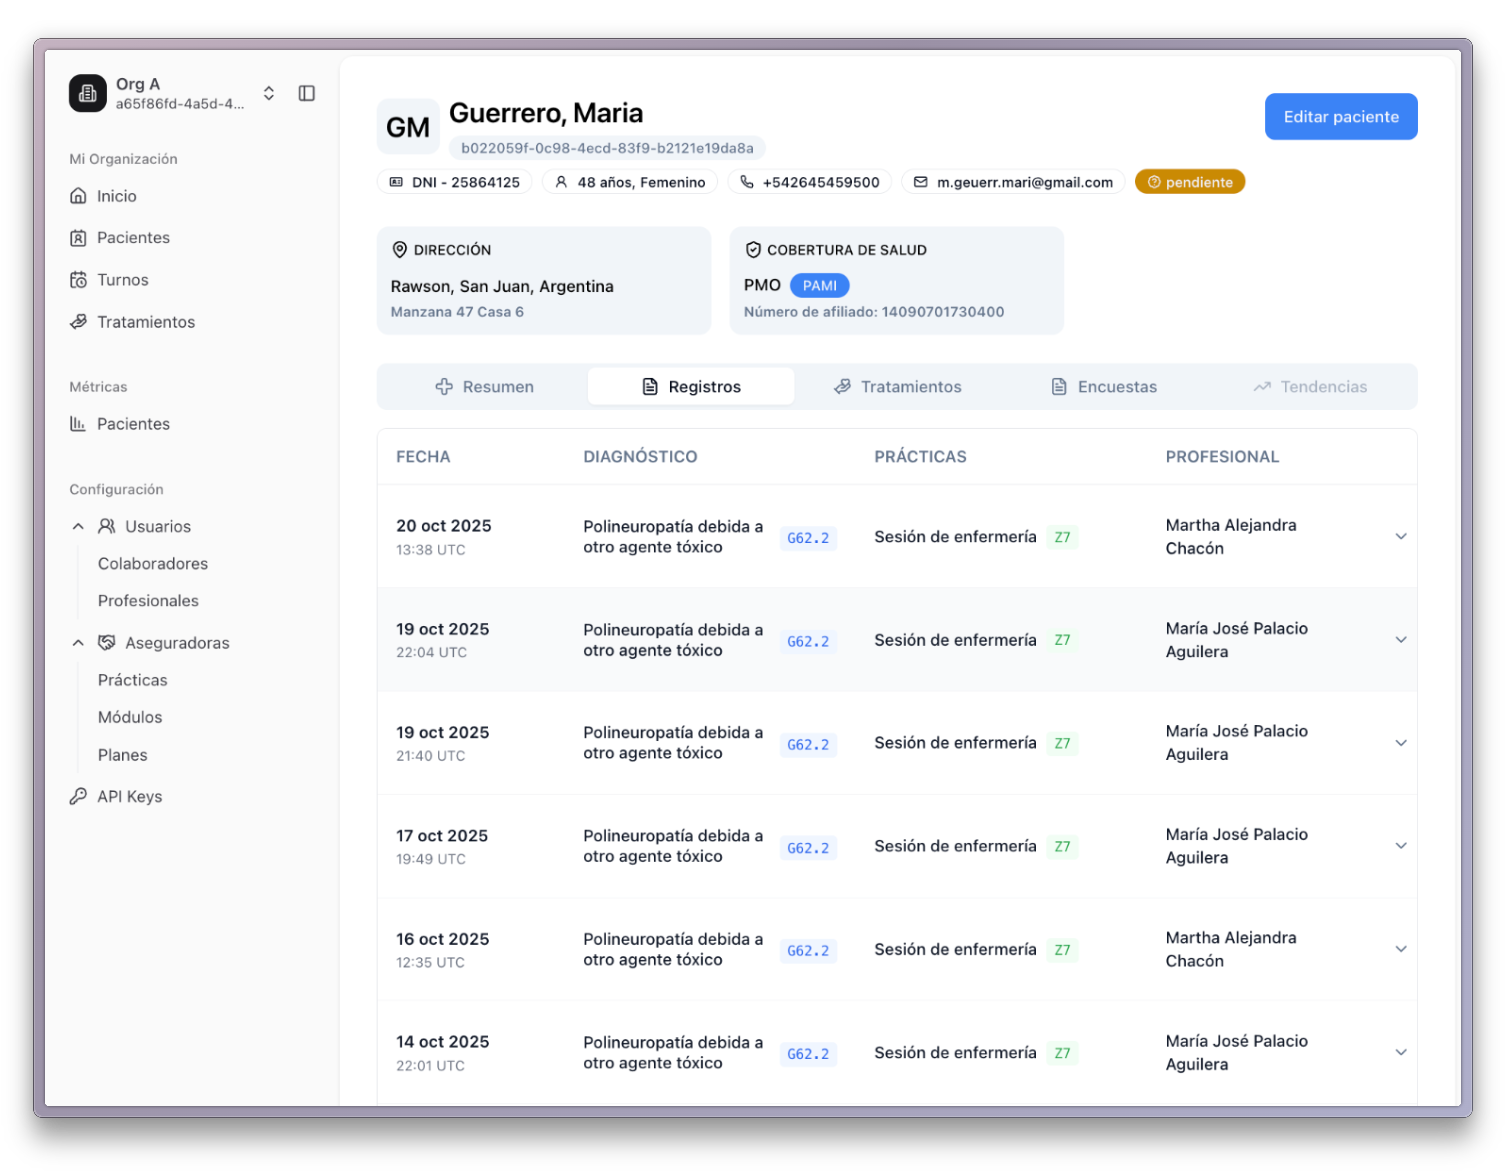 Org A
a65f86fd-4a5d-4...
Mi Organización
Inicio
Pacientes
Turnos
Tratamientos
Métricas
Pacientes
Configuración
Usuarios
Colaboradores
Profesionales
Aseguradoras
Prácticas
Módulos
Planes
API Keys
GM
Guerrero, Maria
b022059f-0c98-4ecd-83f9-b2121e19da8a
Editar paciente
DNI - 25864125
48 años, Femenino
+542645459500
m.geuerr.mari@gmail.com
pendiente
DIRECCIÓN
Rawson, San Juan, Argentina
Manzana 47 Casa 6
COBERTURA DE SALUD
PMO PAMI
Número de afiliado: 14090701730400
Resumen
Registros
Tratamientos
Encuestas
Tendencias
FECHA DIAGNÓSTICO PRÁCTICAS PROFESIONAL
20 oct 2025
13:38 UTC
Polineuropatía debida a
otro agente tóxico
G62.2
Sesión de enfermería Z7
Martha Alejandra
Chacón
19 oct 2025
22:04 UTC
Polineuropatía debida a
otro agente tóxico
G62.2
Sesión de enfermería Z7
María José Palacio
Aguilera
19 oct 2025
21:40 UTC
Polineuropatía debida a
otro agente tóxico
G62.2
Sesión de enfermería Z7
María José Palacio
Aguilera
17 oct 2025
19:49 UTC
Polineuropatía debida a
otro agente tóxico
G62.2
Sesión de enfermería Z7
María José Palacio
Aguilera
16 oct 2025
12:35 UTC
Polineuropatía debida a
otro agente tóxico
G62.2
Sesión de enfermería Z7
Martha Alejandra
Chacón
14 oct 2025
22:01 UTC
Polineuropatía debida a
otro agente tóxico
G62.2
Sesión de enfermería Z7
María José Palacio
Aguilera